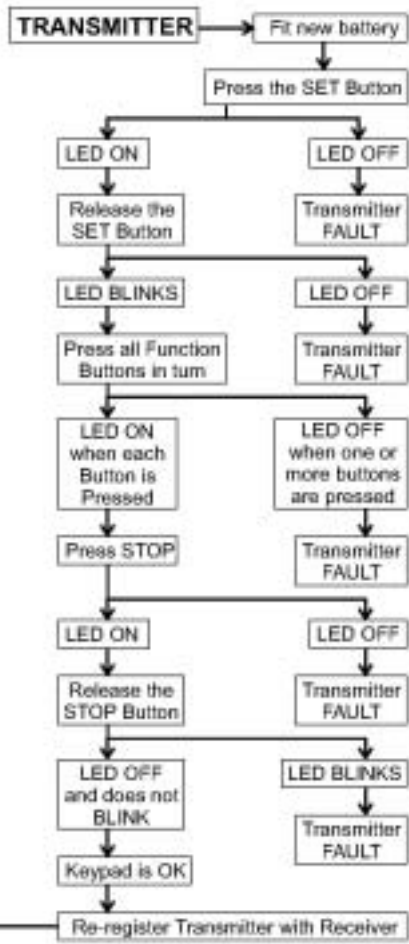 TRANSMITTER
Fit new battery
Press the SET Button
LED ON
LED OFF
Release the
SET Button
Transmitter
FAULT
LED BLINKS
LED OFF
Press all Function
Buttons in turn
Transmitter
FAULT
LED ON
when each
Button is
Pressed
LED OFF
when one or
more buttons
are pressed
Press STOP
Transmitter
FAULT
LED ON
LED OFF
Release the
STOP Button
Transmitter
FAULT
LED OFF
and does not
BLINK
LED BLINKS
Transmitter
FAULT
Keypad is OK
Re-register Transmitter with Receiver